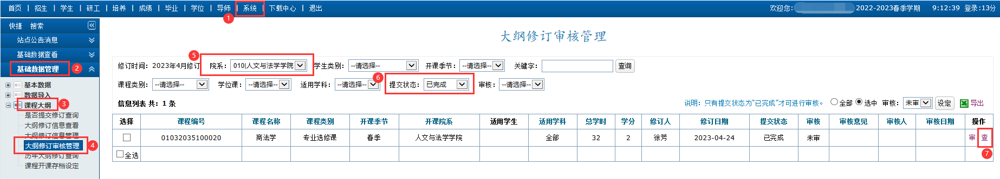 首页 | 招生 | 学生 | 研工 | 培养 | 成绩 | 毕业 | 学位 | 导师 | 系统 | 下载中心 | 退出 欢迎您: 2022-2023春季学期 9:12:39 登录:13分
1
快捷 搜索
站点公告消息
基础数据查看
基础数据管理 2
基本数据
数据导入
课程大纲 3
是否提交修订查询
大纲修订信息查看
大纲修订信息管理
大纲修订审核管理 4
历年大纲修订查询
课程开课存档设定
大纲修订审核管理
5
修订时间: 2023年4月修订 院系: 010|人文与法学学院 学生类别: --请选择-- 开课季节: --请选择-- 关键字: 查询
6
课程类别: --请选择-- 学位课: --请选择-- 适用学科: --请选择-- 提交状态: 已完成 审核: --请选择--
信息列表 共: 1 条 说明: 只有提交状态为“已完成”才可进行审核。 全部 选中 审核: 未审 设定 导出
选择 课程编号 课程名称 课程类别 开课季节 开课院系 适用学生 适用学科 总学时 学分 修订人 修订日期 提交状态 审核 审核意见 审核人 审核日期 操作
01032035100020 商法学 专业选修课 春季 人文与法学学院 全部 32 2 徐芳 2023-04-24 已完成 未审 审 查
全选
7